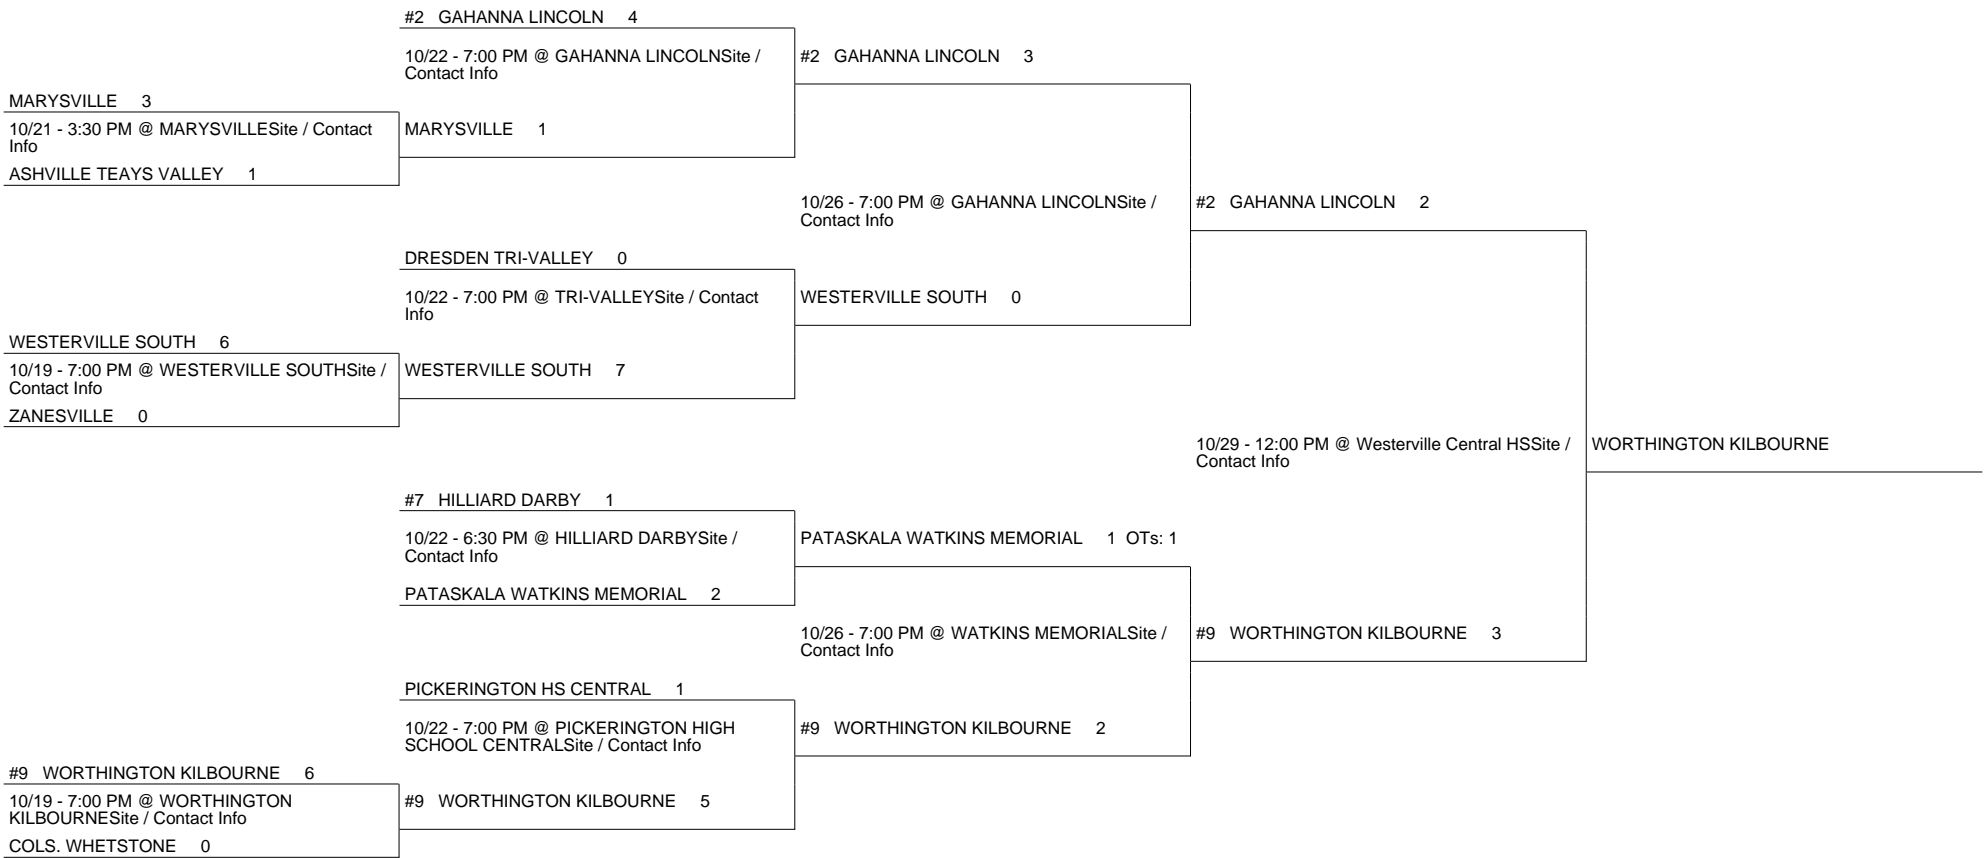 #2 GAHANNA LINCOLN 4
10/22 - 7:00 PM @ GAHANNA LINCOLNSite /
Contact Info
#2 GAHANNA LINCOLN 3
MARYSVILLE 3
10/21 - 3:30 PM @ MARYSVILLESite / Contact
Info
MARYSVILLE 1
ASHVILLE TEAYS VALLEY 1
10/26 - 7:00 PM @ GAHANNA LINCOLNSite /
Contact Info
#2 GAHANNA LINCOLN 2
DRESDEN TRI-VALLEY 0
10/22 - 7:00 PM @ TRI-VALLEYSite / Contact
Info
WESTERVILLE SOUTH 0
WESTERVILLE SOUTH 6
10/19 - 7:00 PM @ WESTERVILLE SOUTHSite /
Contact Info
WESTERVILLE SOUTH 7
ZANESVILLE 0
10/29 - 12:00 PM @ Westerville Central HSSite /
Contact Info
WORTHINGTON KILBOURNE
#7 HILLIARD DARBY 1
10/22 - 6:30 PM @ HILLIARD DARBYSite /
Contact Info
PATASKALA WATKINS MEMORIAL 1 OTs: 1
PATASKALA WATKINS MEMORIAL 2
10/26 - 7:00 PM @ WATKINS MEMORIALSite /
Contact Info
#9 WORTHINGTON KILBOURNE 3
PICKERINGTON HS CENTRAL 1
10/22 - 7:00 PM @ PICKERINGTON HIGH
SCHOOL CENTRALSite / Contact Info
#9 WORTHINGTON KILBOURNE 2
#9 WORTHINGTON KILBOURNE 6
10/19 - 7:00 PM @ WORTHINGTON
KILBOURNESite / Contact Info
#9 WORTHINGTON KILBOURNE 5
COLS. WHETSTONE 0